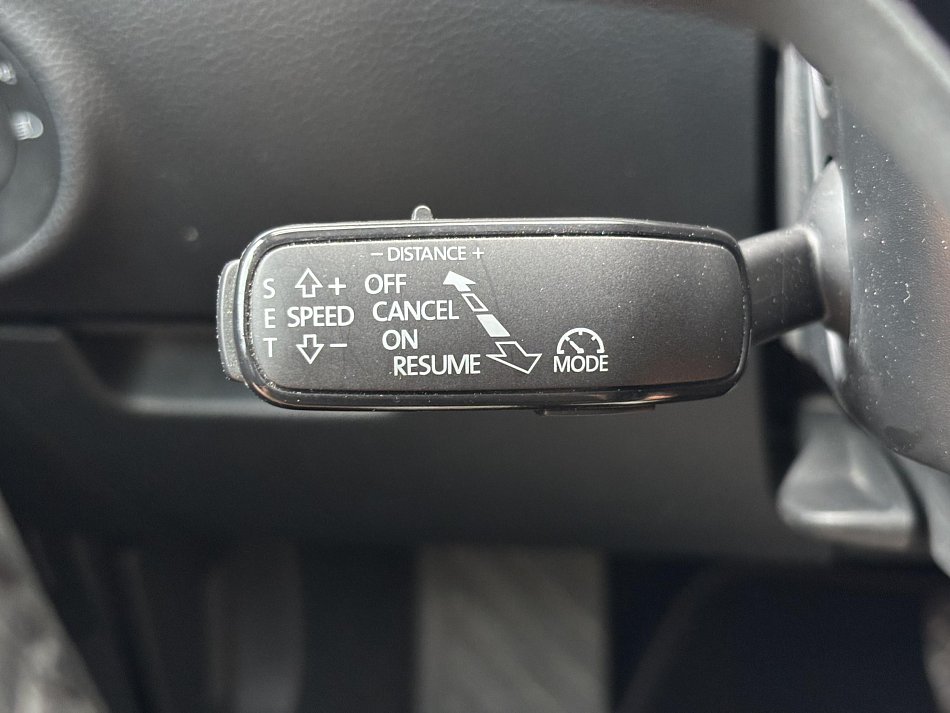 - DISTANCE +
S + OFF
E SPEED CANCEL
T - ON
RESUME MODE